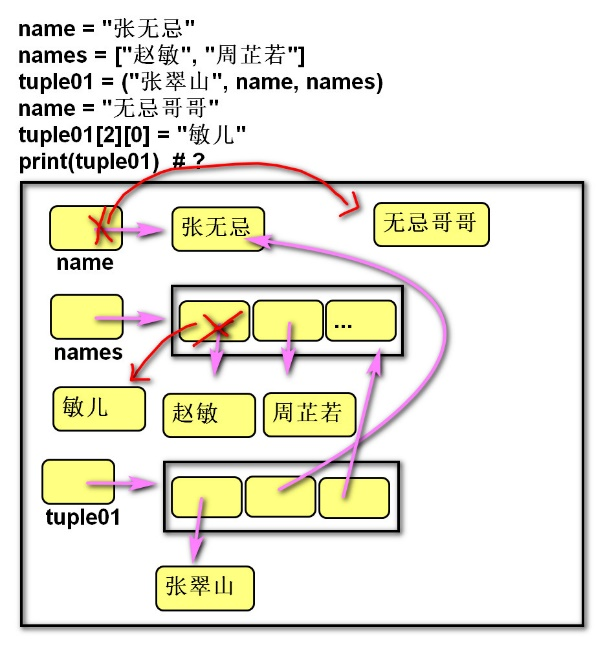 name = "张无忌"
names = ["赵敏", "周芷若"]
tuple01 = ("张翠山", name, names)
name = "无忌哥哥"
tuple01[2][0] = "敏儿"
print(tuple01)  # ?
张无忌
无忌哥哥
name
...
names
敏儿
赵敏
周芷若
tuple01
张翠山